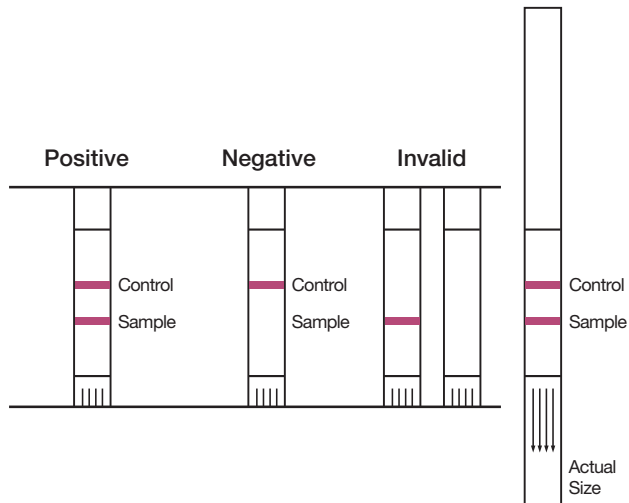 Positive
Negative
Invalid
Control
Control
Control
Sample
Sample
Sample
Actual
Size